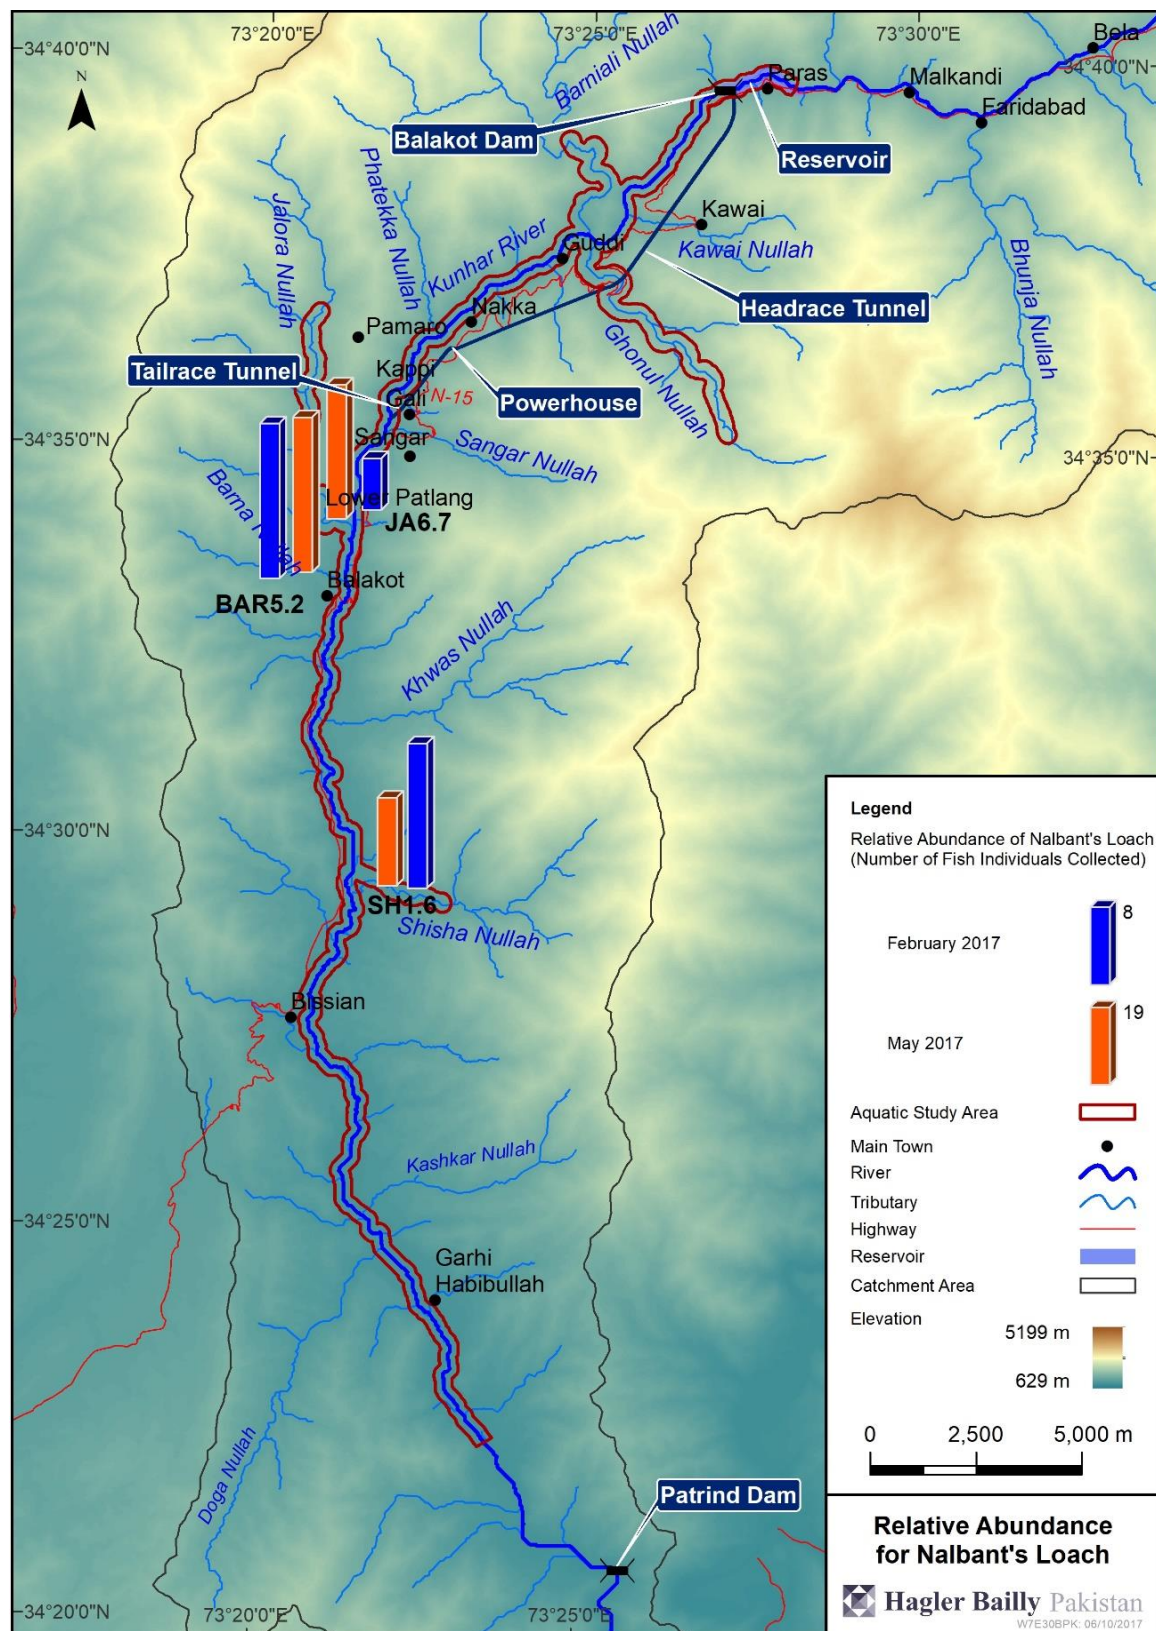 73°20'0"E
73°25'0"E
73°30'0"E
Bela
34°40'0"N
34°40'0"N
N
Barniali Nullah
Paras
Malkandi
Faridabad
Balakot Dam
Reservoir
Phatekka Nullah
Jalora Nullah
Kawai
Kunhar River
Guddi
Kawai Nullah
Bhunja Nullah
Headrace Tunnel
Nakka
Pamaro
Ghonul Nullah
Tailrace Tunnel
Kappi
Gali
N-15
Powerhouse
34°35'0"N
Sangar
Sangar Nullah
34°35'0"N
Barna Nullah
Lower Patlang
JA6.7
Balakot
BAR5.2
Khwas Nullah
34°30'0"N
SH1.6
Shisha Nullah
Bissian
Kashkar Nullah
34°25'0"N
Garhi
Habibullah
Doga Nullah
Patrind Dam
34°20'0"N
73°20'0"E
73°25'0"E
Legend
Relative Abundance of Nalbant's Loach
(Number of Fish Individuals Collected)
8
February 2017
19
May 2017
Aquatic Study Area
Main Town
River
Tributary
Highway
Reservoir
Catchment Area
Elevation
5199 m
629 m
0 2,500 5,000 m
Relative Abundance
for Nalbant's Loach
Hagler Bailly Pakistan
W7E30BPK: 06/10/2017